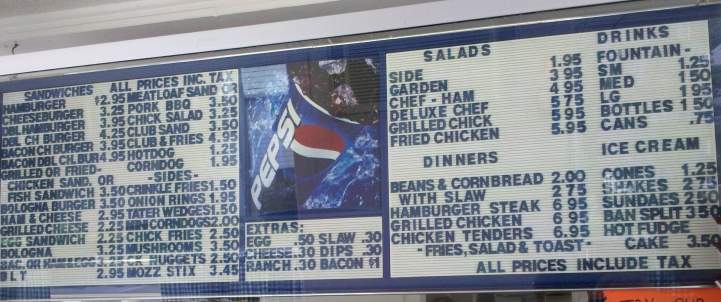 SANDWICHES ALL PRICES INC. TAX
HAMBURGER $2.95
CHEESEBURGER 3.25
DBL HAMBURGER 3.95
DBL CH BURGER 4.25
BACON CH BURGER 3.95
BACON DBL CH. BUR 4.95
GRILLED OR FRIED-
CHICKEN SAND. OR
FISH SANDWICH 3.50
BOLOGNA BURGER 3.50
HAM & CHEESE 2.95
GRILLED CHEESE 2.25
EGG SANDWICH 2.25
BOLOGNA
BLT 2.95
MEATLOAF SAND OR
PORK BBQ 3.50
CHICK SALAD 3.25
CLUB SAND 3.50
CLUB & FRIES 4.95
HOTDOG 1.25
CORNDOG 1.95
-SIDES-
CRINKLE FRIES 1.50
ONION RINGS 1.95
TATER WEDGES 1.50
MINI CORNDOGS 2.00
CHILI CH. FRIES 2.50
MUSHROOMS 3.50
CK NUGGETS 2.50
MOZZ STIX 3.45
PEPSI
EXTRAS:
EGG .50 SLAW .30
CHEESE .30 DIPS .30
RANCH .30 BACON $1
SALADS
SIDE 1.95
GARDEN 3 95
CHEF - HAM 4 95
DELUXE CHEF 5 75
GRILLED CHICK 5 95
FRIED CHICKEN 5.95
DINNERS
BEANS & CORNBREAD 2.00
WITH SLAW 2 75
HAMBURGER STEAK 6 95
GRILLED CHICKEN 6 95
CHICKEN TENDERS 6.95
-FRIES, SALAD & TOAST-
DRINKS
FOUNTAIN-
SM 1.25
MED 1.50
LG 1 95
BOTTLES 1 50
CANS .75
ICE CREAM
CONES 1.25
SHAKES 2 75
SUNDAES 2 50
BAN SPLIT 3 50
HOT FUDGE
CAKE 3.50
ALL PRICES INCLUDE TAX